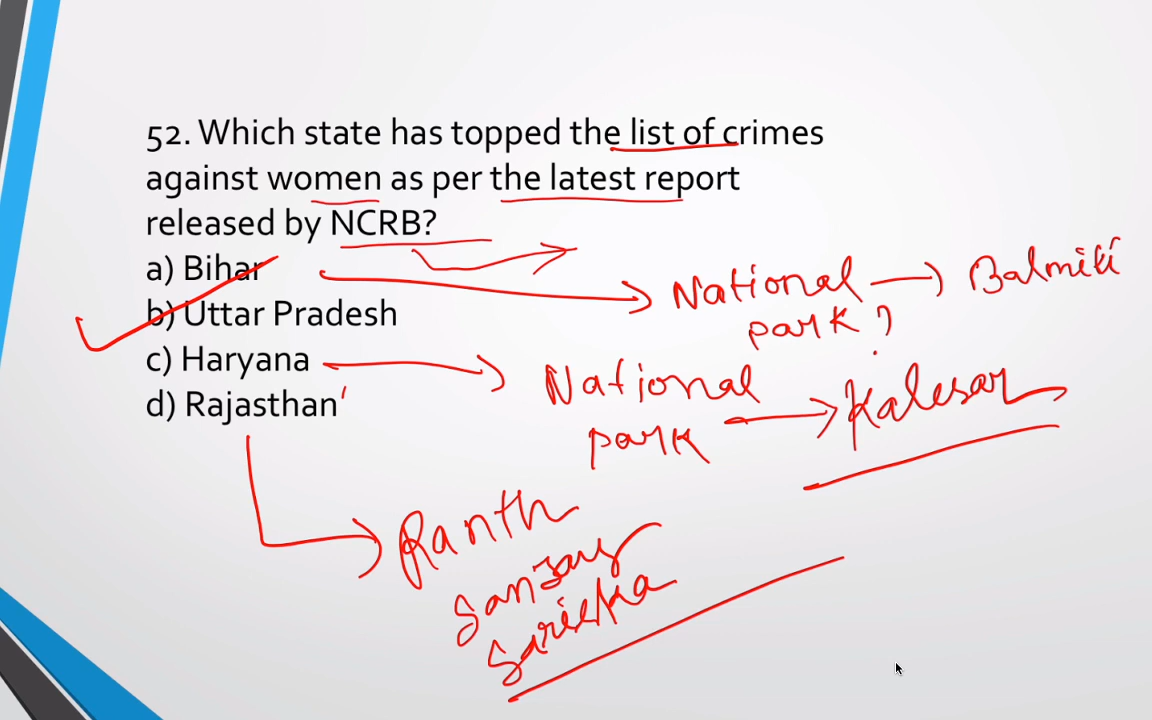 52. Which state has topped the list of crimes
against women as per the latest report
released by NCRB?
a) Bihar
b) Uttar Pradesh
c) Haryana
d) Rajasthan
National
park?
Balmiki
National
park
Kalesar
Ranth
Sariska